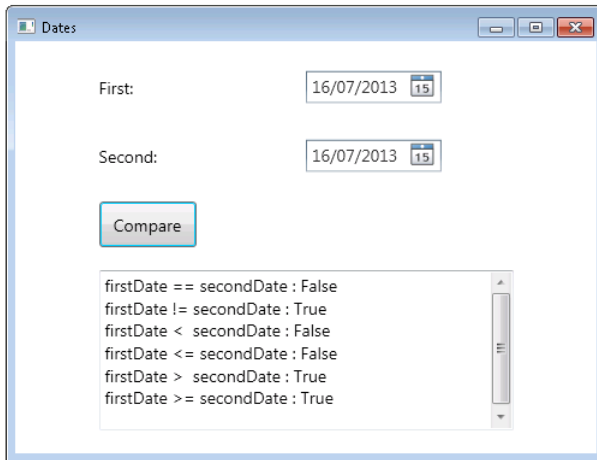 Dates
First:
16/07/2013
15
Second:
16/07/2013
15
Compare
firstDate == secondDate : False
firstDate != secondDate : True
firstDate <  secondDate : False
firstDate <= secondDate : False
firstDate >  secondDate : True
firstDate >= secondDate : True